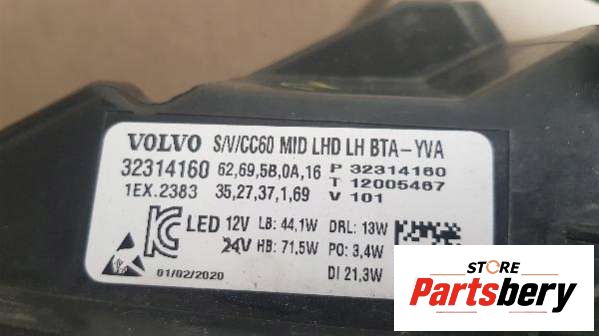 VOLVO S/V/CC60 MID LHD LH BTA-YVA
32314160 62,69,5B,0A,16 P 32314160
1EX.2383 35,27,37,1,69 T 12005467
V 101
LED 12V LB: 44,1W DRL: 13W
24V HB: 71,5W PO: 3,4W
DI 21,3W
01/02/2020
STORE
Partsbery